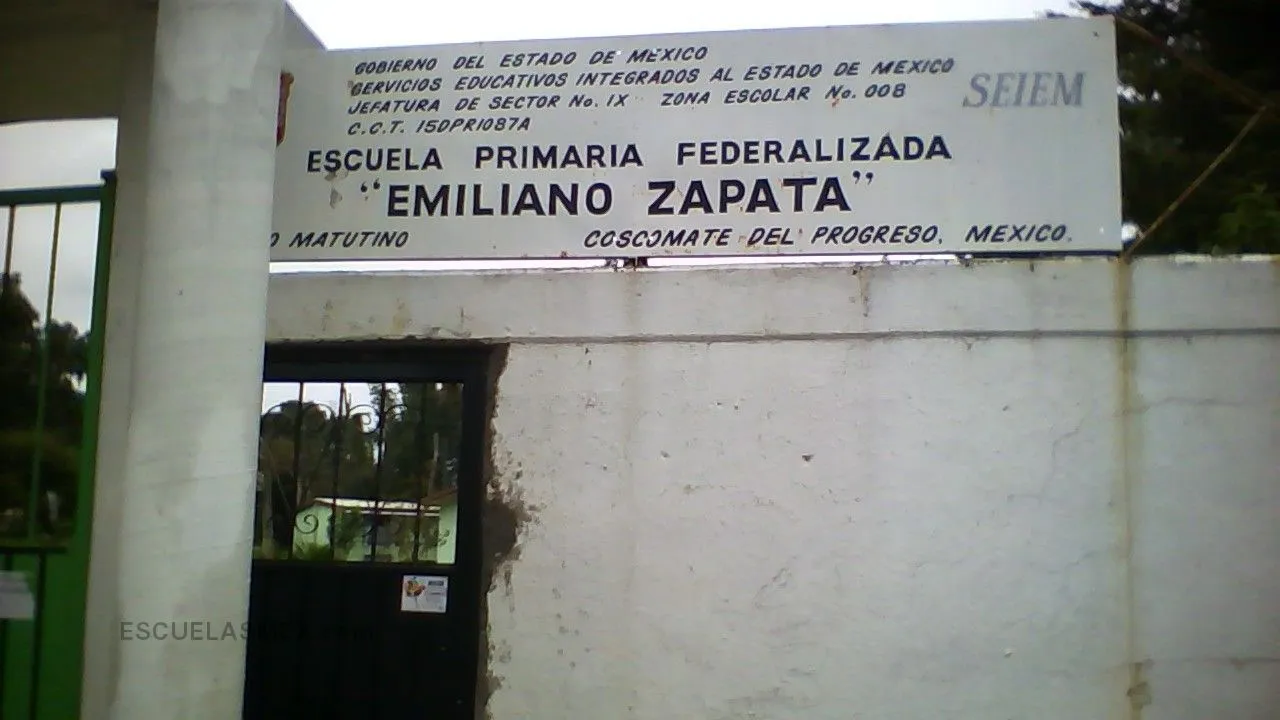 GOBIERNO DEL ESTADO DE MEXICO
SERVICIOS EDUCATIVOS INTEGRADOS AL ESTADO DE MEXICO
SEIEM
JEFATURA DE SECTOR No. IX ZONA ESCOLAR No. 008
C.C.T. 15DPR1087A
ESCUELA PRIMARIA FEDERALIZADA
“EMILIANO ZAPATA”
O MATUTINO COSCOMATE DEL PROGRESO, MEXICO.